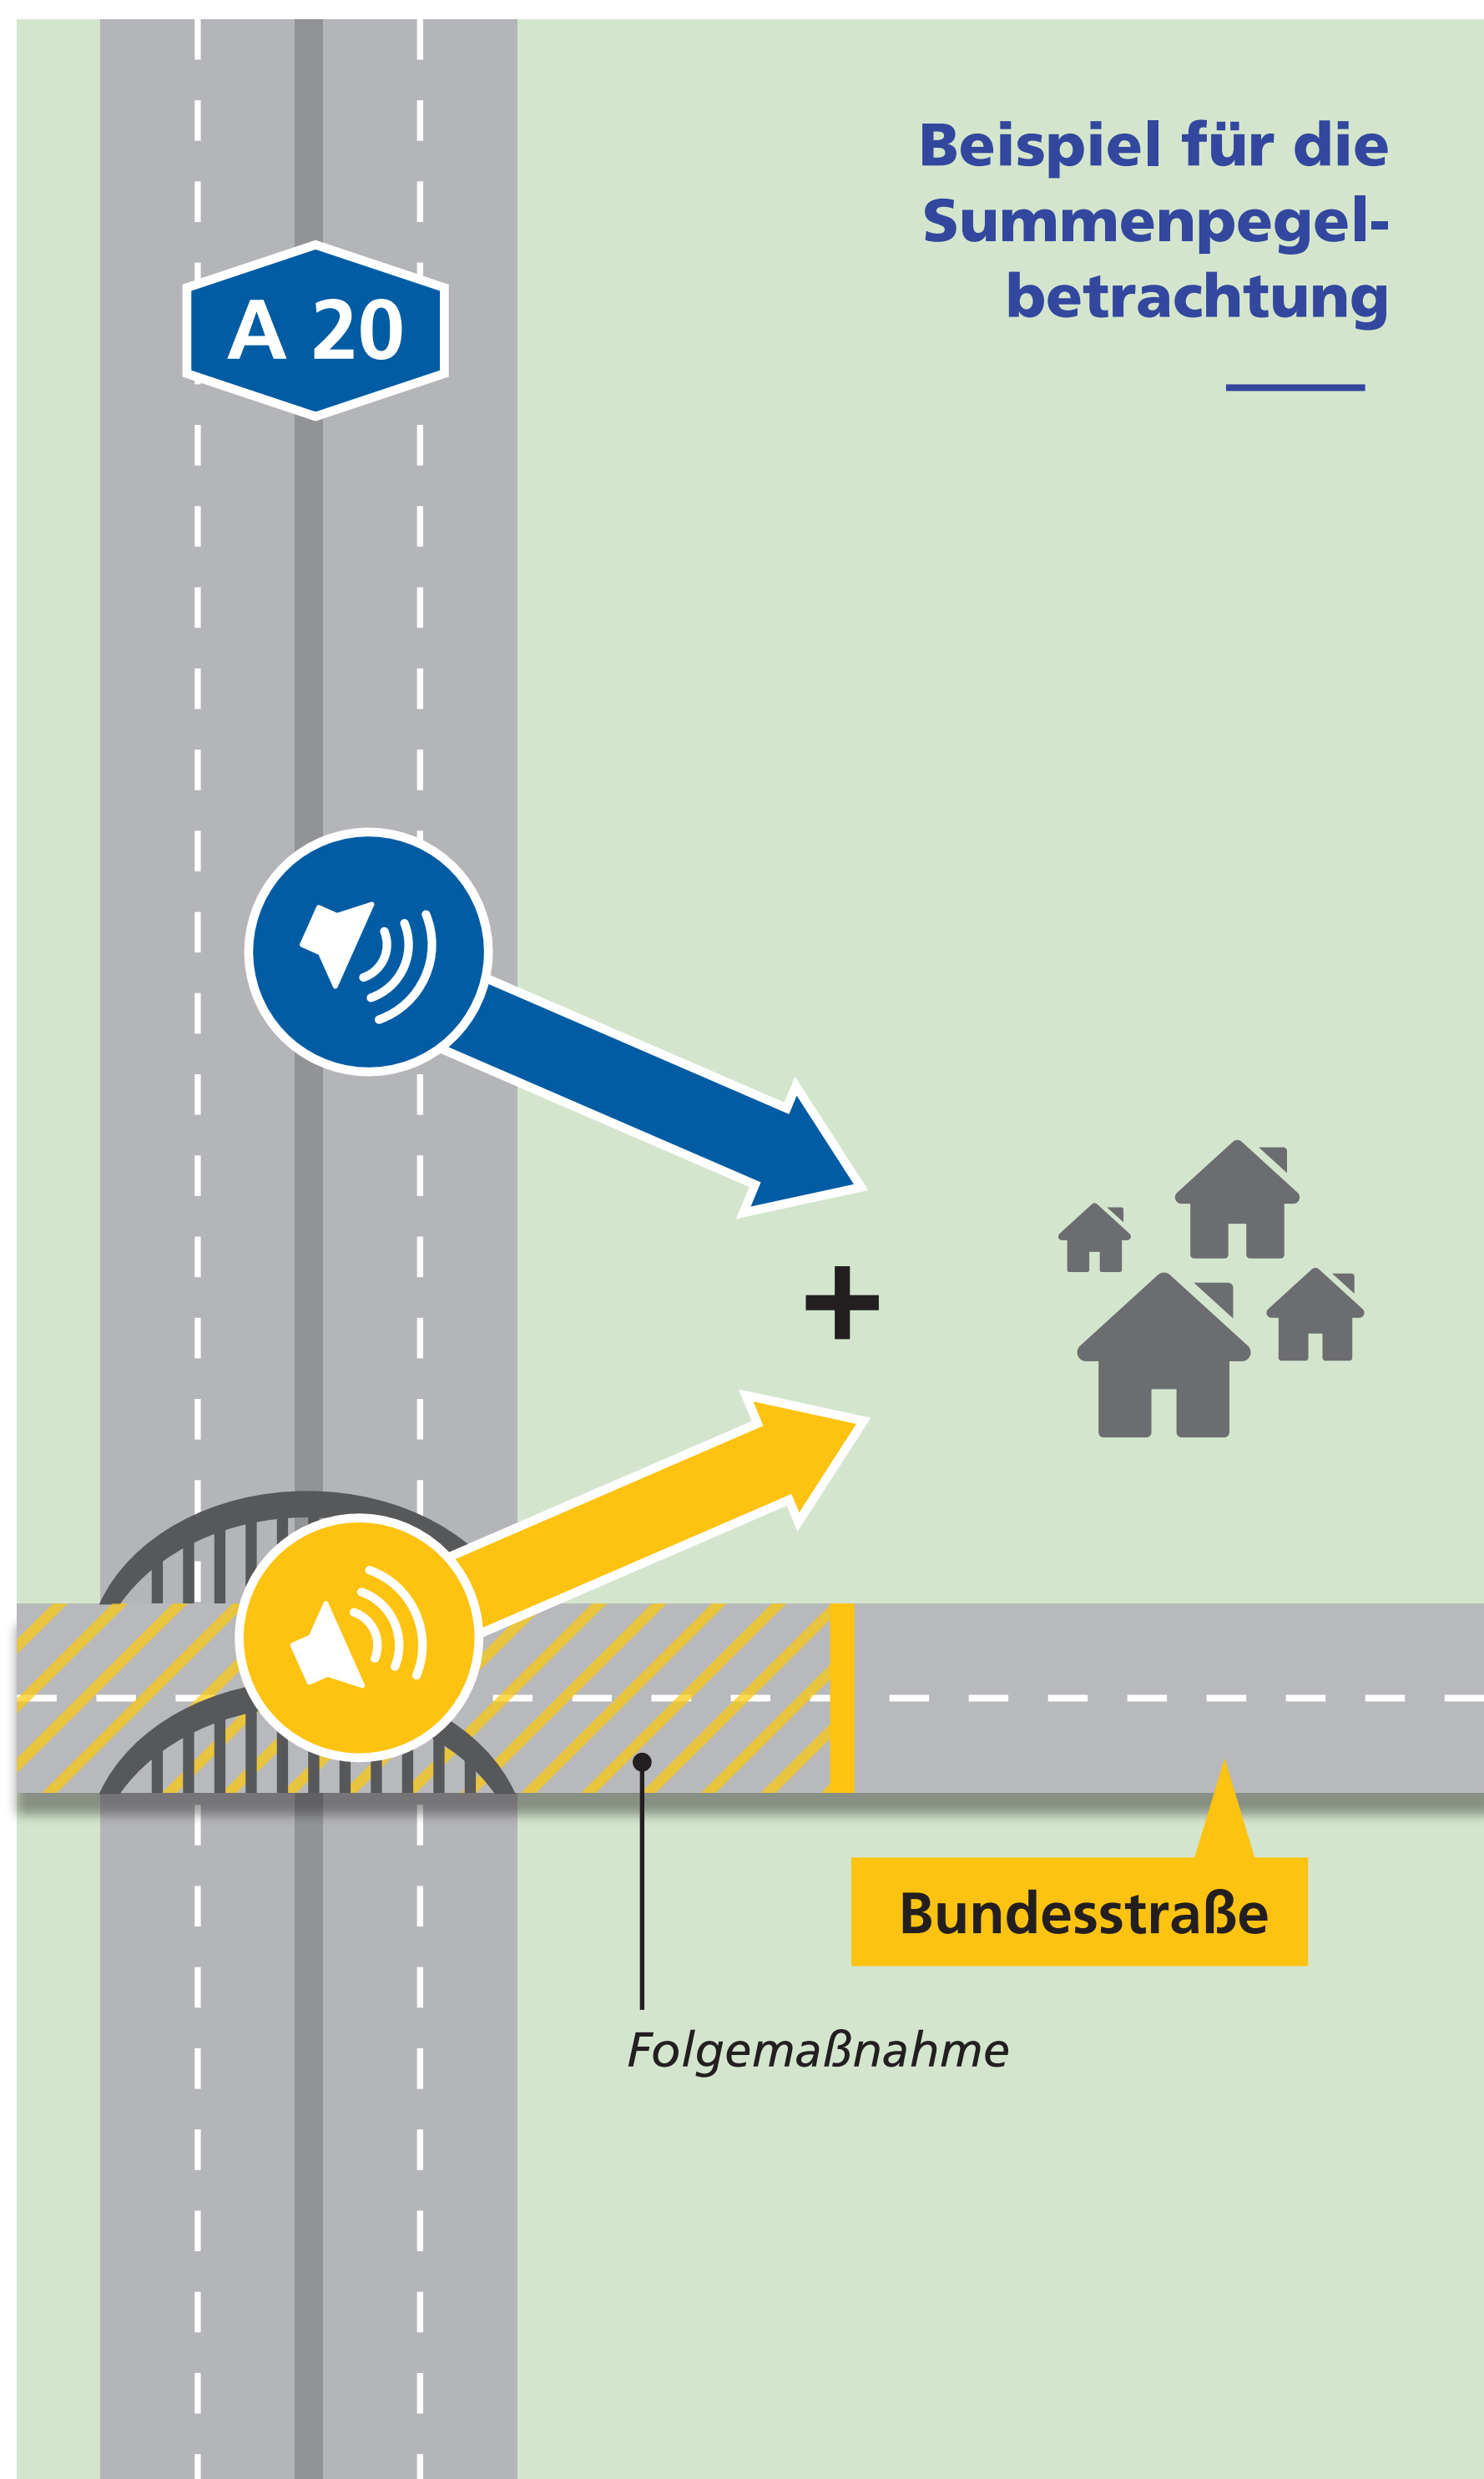 Beispiel für die
Summenpegel-
betrachtung
A 20
+
Bundesstraße
Folgemaßnahme